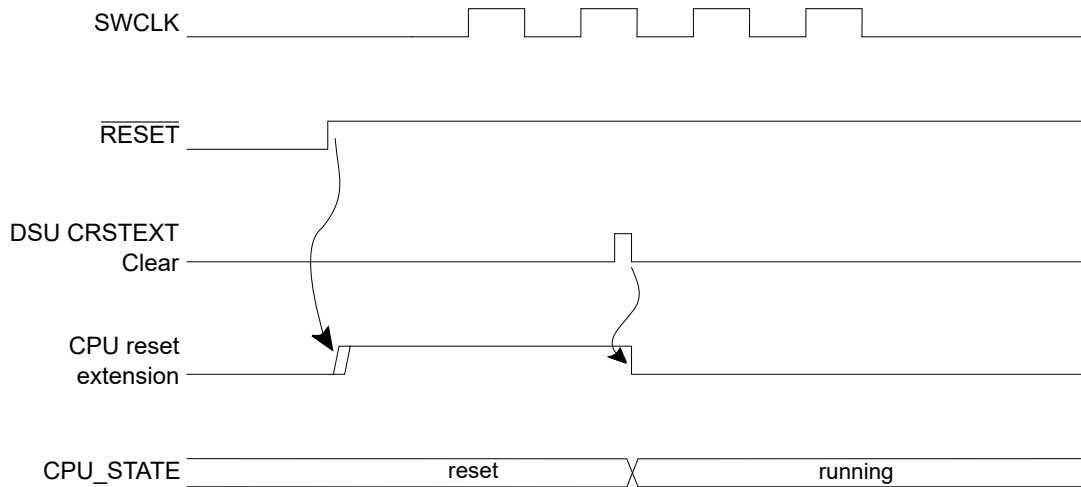 SWCLK
RESET
DSU CRSTEXT
Clear
CPU reset
extension
CPU_STATE reset running